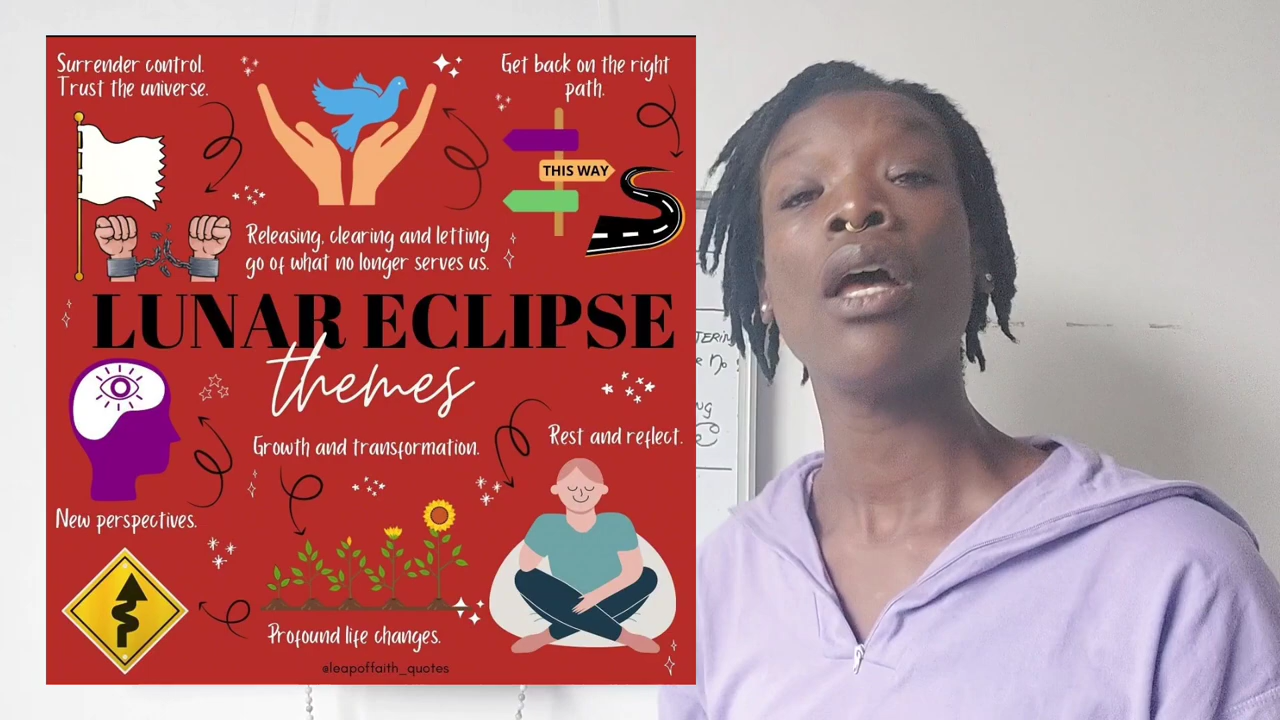 Surrender control.
Trust the universe.
Get back on the right
path.
THIS WAY
Releasing, clearing and letting
go of what no longer serves us.
LUNAR ECLIPSE
themes
Growth and transformation.
Rest and reflect.
New perspectives.
Profound life changes.
@leapoffaith_quotes